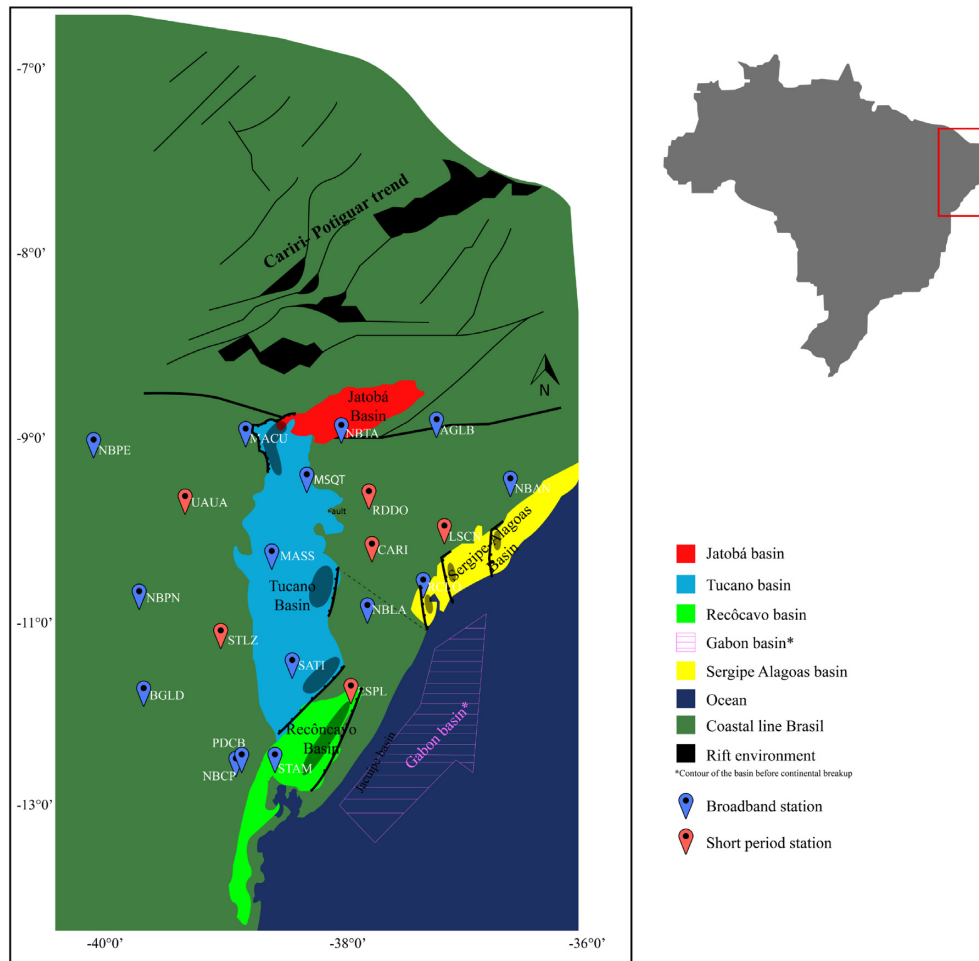 -7°0’
-8°0’
-9°0’
-11°0’
-13°0’
-40°0’
-38°0’
-36°0’
Cariri- Potiguar trend
N
Jatobá
Basin
MACU
NBTA
AGLB
NBPE
MSQT
NBAN
UAUA
RDDO
Fault
LSCN
CARI
Sergipe-Alagoas
Basin
MASS
Tucano
Basin
NBPN
NBLA
STLZ
SATI
BGLD
Recôncavo
Basin
PDCB
NBCP
STAM
Jacuipe basin
Gabon basin*
Jatobá basin
Tucano basin
Recôcavo basin
Gabon basin*
Sergipe Alagoas basin
Ocean
Coastal line Brasil
Rift environment
*Contour of the basin before continental breakup
Broadband station
Short period station